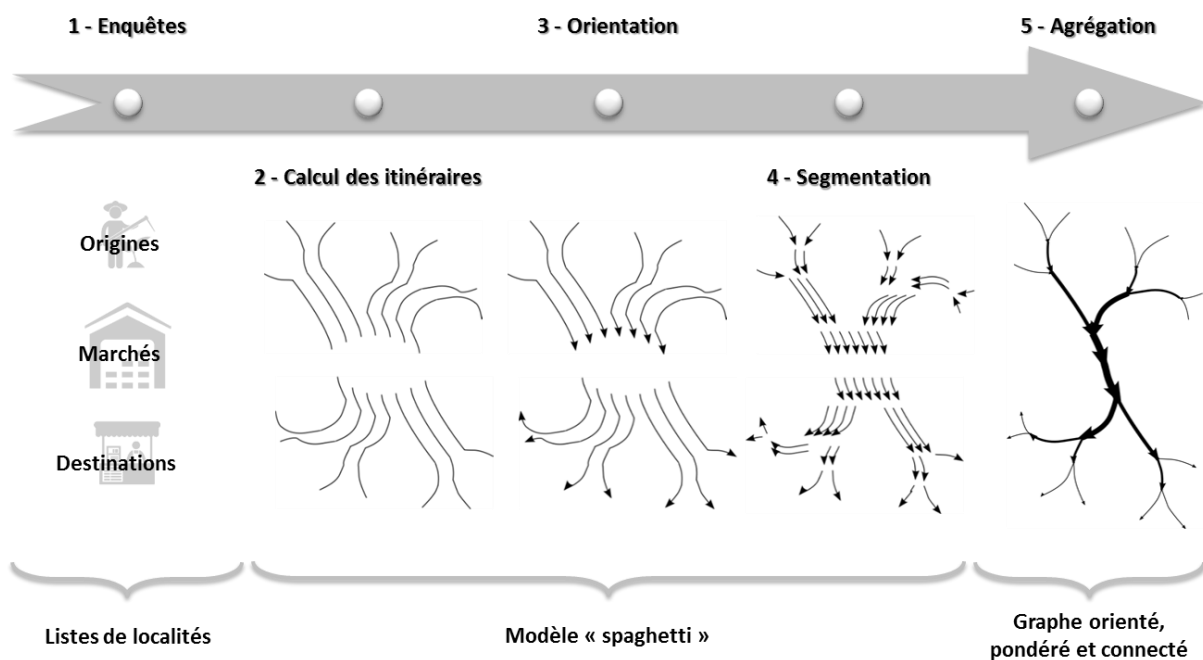 1 - Enquêtes
3 - Orientation
5 - Agrégation
2 - Calcul des itinéraires
4 - Segmentation
Origines
Marchés
Destinations
Listes de localités
Modèle « spaghetti »
Graphe orienté,
pondéré et connecté